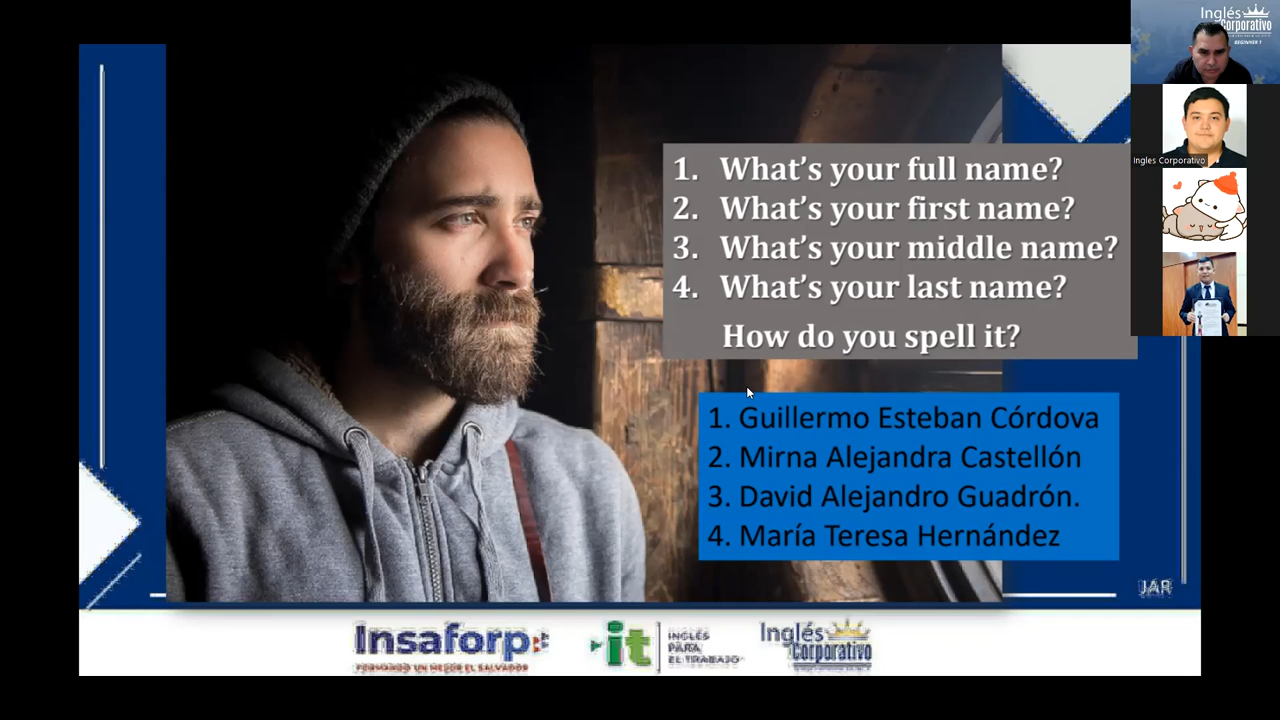 1. What's your full name?
2. What's your first name?
3. What's your middle name?
4. What's your last name?
How do you spell it?
1. Guillermo Esteban Córdova
2. Mirna Alejandra Castellón
3. David Alejandro Guadrón.
4. María Teresa Hernández
JAR
Insaforp
FORMANDO UN MEJOR EL SALVADOR
it
INGLÉS
PARA
EL TRABAJO
Inglés
Corporativo
Inglés
Corporativo
BEGINNER 1
Ingles Corporativo